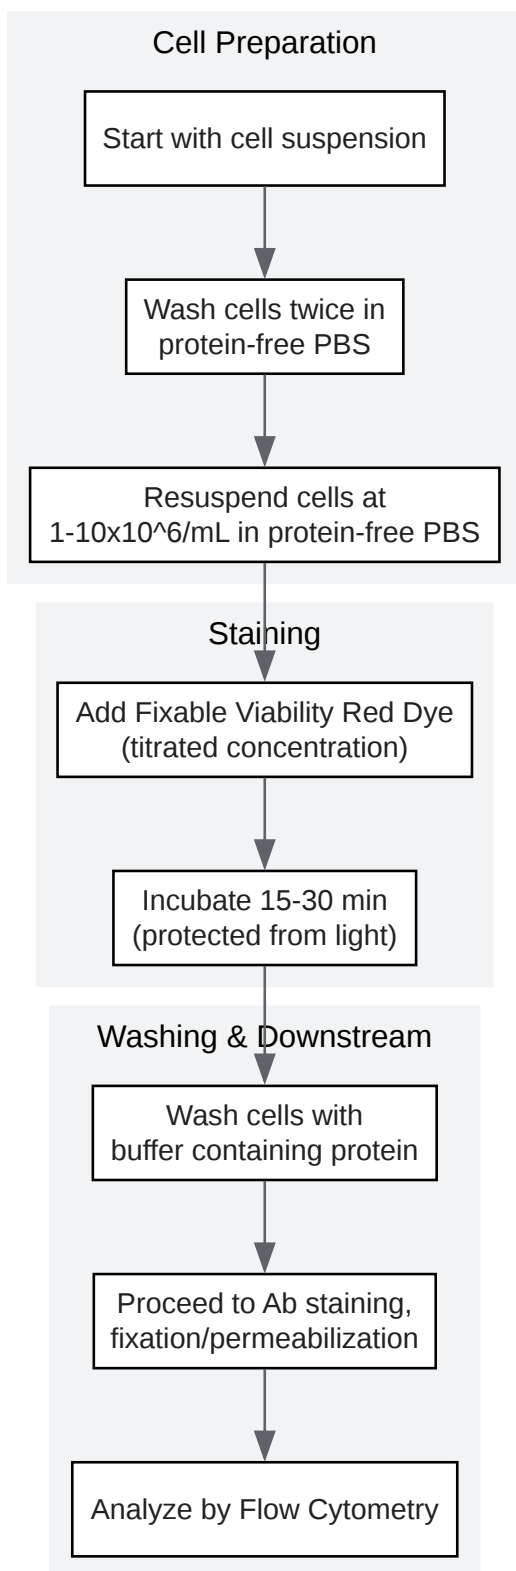 Cell Preparation
Start with cell suspension
Wash cells twice in
protein-free PBS
Resuspend cells at
1-10x10^6/mL in protein-free PBS
Staining
Add Fixable Viability Red Dye
(titrated concentration)
Incubate 15-30 min
(protected from light)
Washing & Downstream
Wash cells with
buffer containing protein
Proceed to Ab staining,
fixation/permeabilization
Analyze by Flow Cytometry